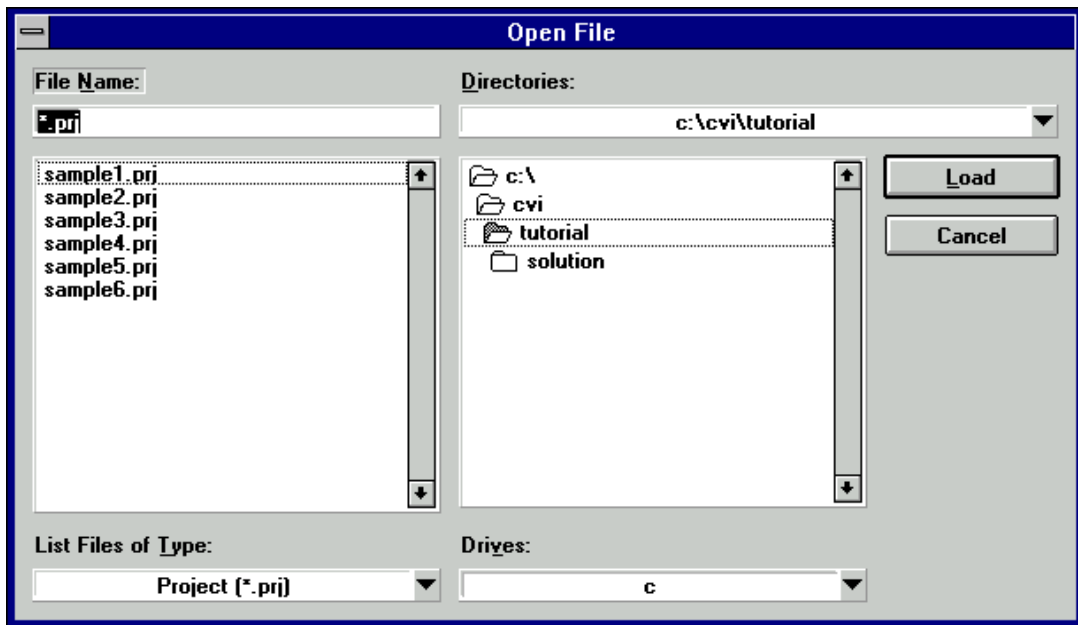 Open File
File Name:
*.prj
sample1.prj
sample2.prj
sample3.prj
sample4.prj
sample5.prj
sample6.prj
List Files of Type:
Project (*.prj)
Directories:
c:\cvi\tutorial
c:\
cvi
tutorial
solution
Drives:
c
Load
Cancel